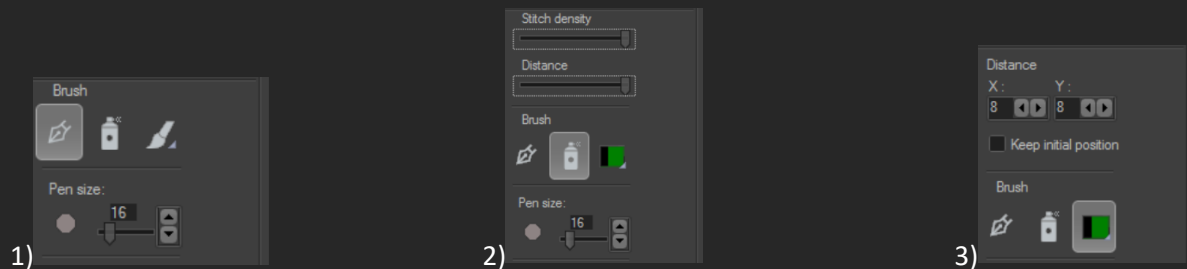 Brush
Pen size:
16
1)
Stitch density
Distance
Brush
Pen size:
16
2)
Distance
X: Y:
8 8
Keep initial position
Brush
3)